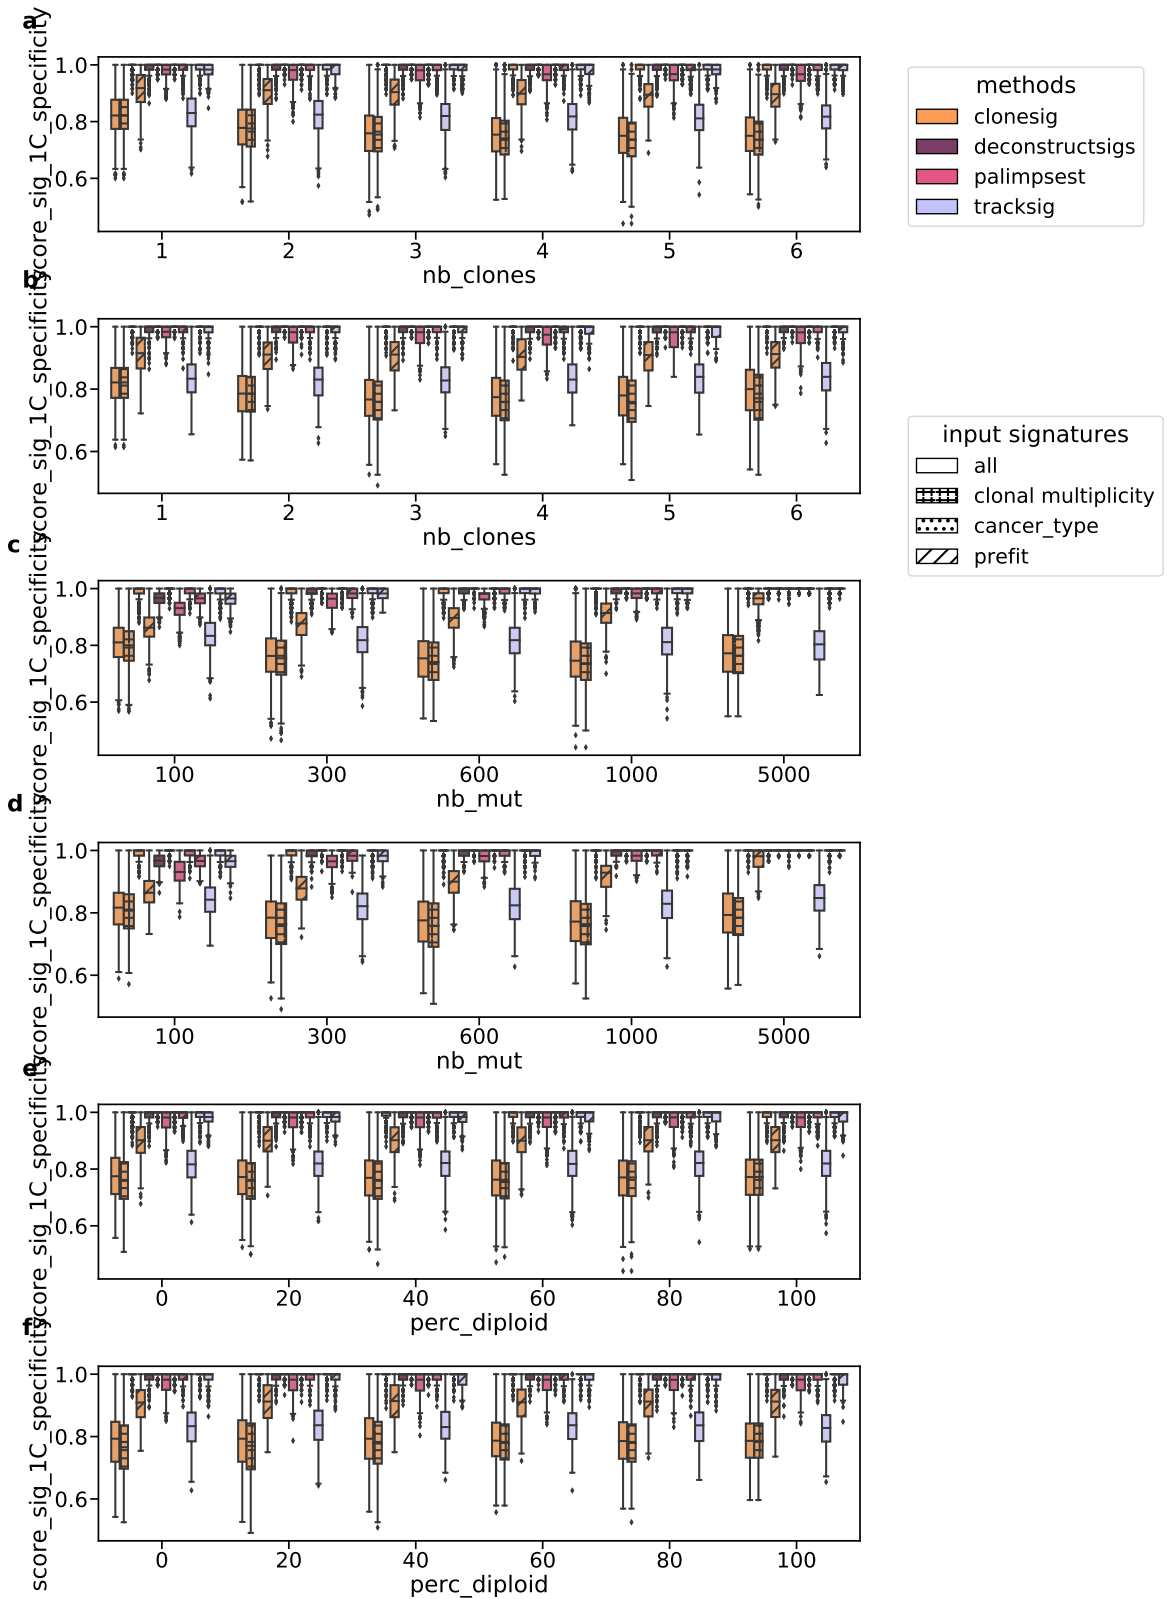 a
score_sig_1C_specificity
1.0
0.8
0.6
1 2 3 4 5 6
nb_clones
methods
clonesig
deconstructsigs
palimpsest
tracksig
b
score_sig_1C_specificity
1.0
0.8
0.6
1 2 3 4 5 6
nb_clones
input signatures
all
clonal multiplicity
cancer_type
prefit
c
score_sig_1C_specificity
1.0
0.8
0.6
100 300 600 1000 5000
nb_mut
d
score_sig_1C_specificity
1.0
0.8
0.6
100 300 600 1000 5000
nb_mut
e
score_sig_1C_specificity
1.0
0.8
0.6
0 20 40 60 80 100
perc_diploid
f
score_sig_1C_specificity
1.0
0.8
0.6
0 20 40 60 80 100
perc_diploid